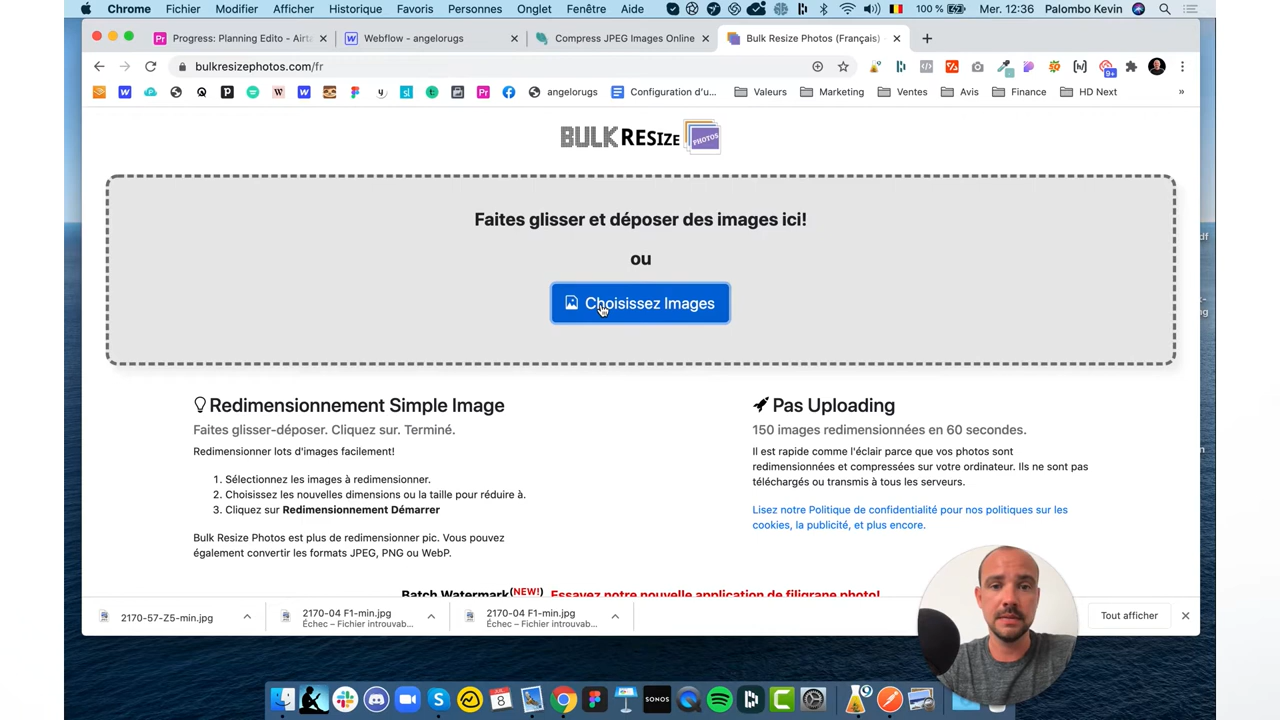 Chrome Fichier Modifier Afficher Historique Favoris Personnes Onglet Fenêtre Aide 100 % Mer. 12:36 Palombo Kevin
Progress: Planning Edito - Airta
Webflow - angelorugs
Compress JPEG Images Online
Bulk Resize Photos (Français)
bulkresizephotos.com/fr
9+
angelorugs
Configuration d'u...
Valeurs
Marketing
Ventes
Avis
Finance
HD Next
»
BULK RESIZE PHOTOS
Faites glisser et déposer des images ici!
ou
Choisissez Images
Redimensionnement Simple Image
Faites glisser-déposer. Cliquez sur. Terminé.
Redimensionner lots d'images facilement!
1. Sélectionnez les images à redimensionner.
2. Choisissez les nouvelles dimensions ou la taille pour réduire à.
3. Cliquez sur Redimensionnement Démarrer
Bulk Resize Photos est plus de redimensionner pic. Vous pouvez
également convertir les formats JPEG, PNG ou WebP.
Pas Uploading
150 images redimensionnées en 60 secondes.
Il est rapide comme l'éclair parce que vos photos sont
redimensionnées et compressées sur votre ordinateur. Ils ne sont pas
téléchargés ou transmis à tous les serveurs.
Lisez notre Politique de confidentialité pour nos politiques sur les
cookies, la publicité, et plus encore.
Batch Watermark(NEW!) Essayez notre nouvelle application de filigrane photo!
2170-57-Z5-min.jpg
2170-04 F1-min.jpg
Échec – Fichier introuvab...
2170-04 F1-min.jpg
Échec – Fichier introuvab...
Tout afficher
8
SONOS